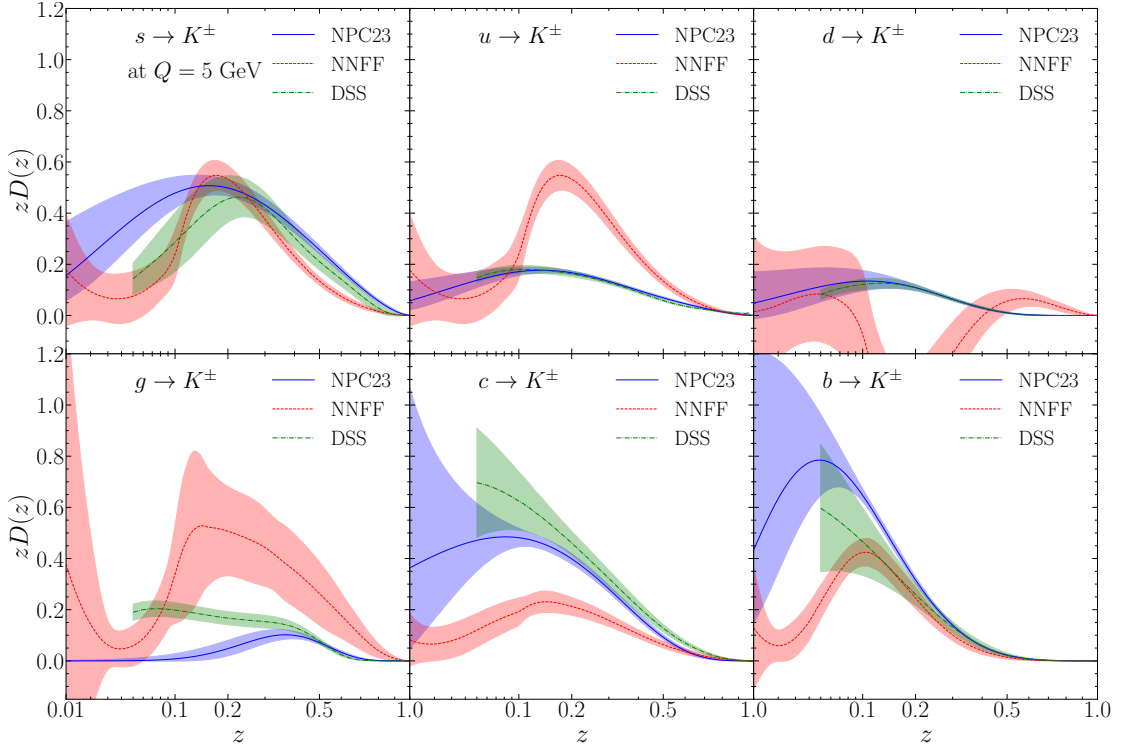 s → K±
at Q = 5 GeV
NPC23
NNFF
DSS
u → K±
NPC23
NNFF
DSS
d → K±
NPC23
NNFF
DSS
1.2
1.0
0.8
0.6
0.4
0.2
0.0
zD(z)
g → K±
NPC23
NNFF
DSS
c → K±
NPC23
NNFF
DSS
b → K±
NPC23
NNFF
DSS
1.2
1.0
0.8
0.6
0.4
0.2
0.0
zD(z)
0.01 0.1 0.2 0.5 1.0 0.1 0.2 0.5 1.0 0.1 0.2 0.5 1.0
z z z